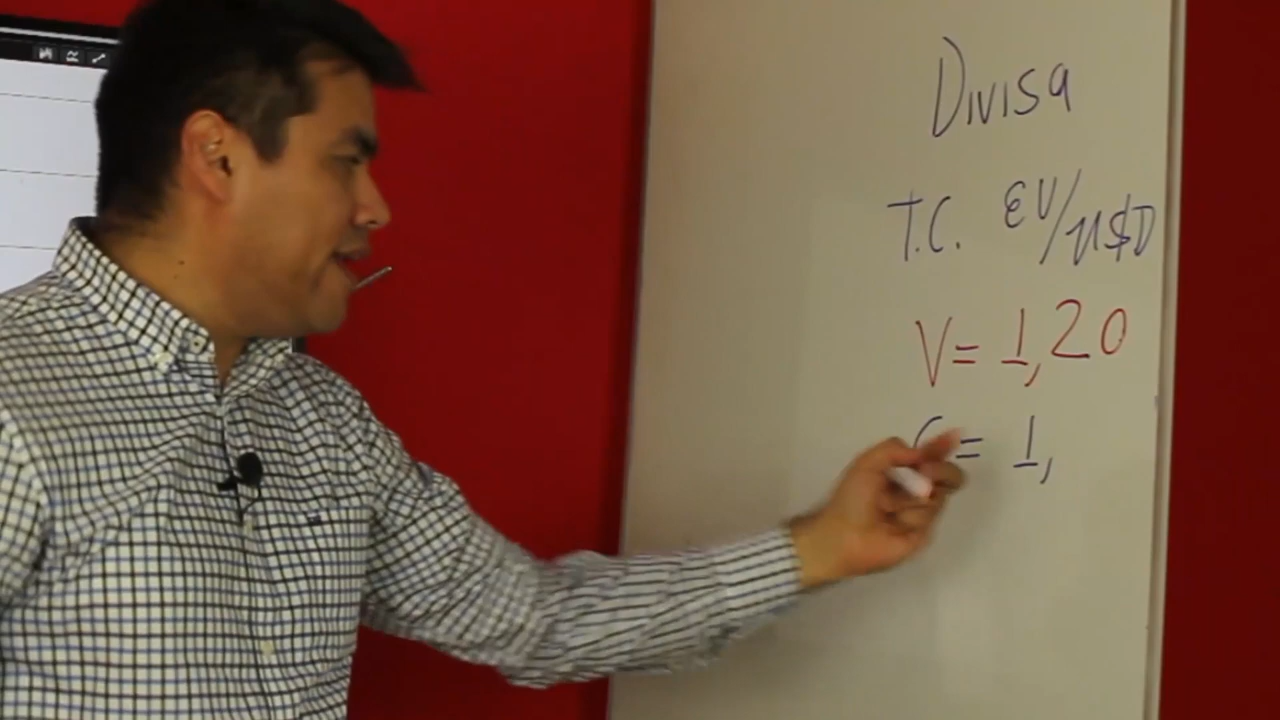 Divisa
T.C. EU/U$D
V= 1,20
C= 1,